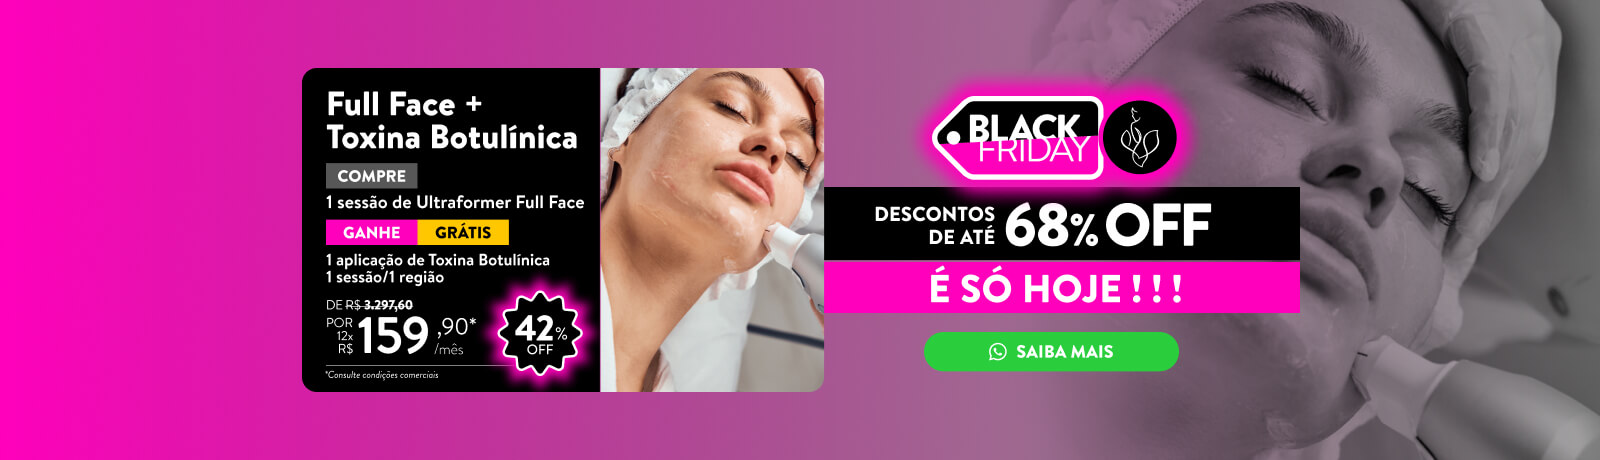 Full Face +
Toxina Botulínica
COMPRE
1 sessão de Ultraformer Full Face
GANHE GRÁTIS
1 aplicação de Toxina Botulínica
1 sessão/1 região
DE R$ 3.297,60
POR 12x R$ 159,90*
/mês
42% OFF
*Consulte condições comerciais
BLACK
FRIDAY
DESCONTOS
DE ATÉ 68% OFF
É SÓ HOJE ! ! !
SAIBA MAIS